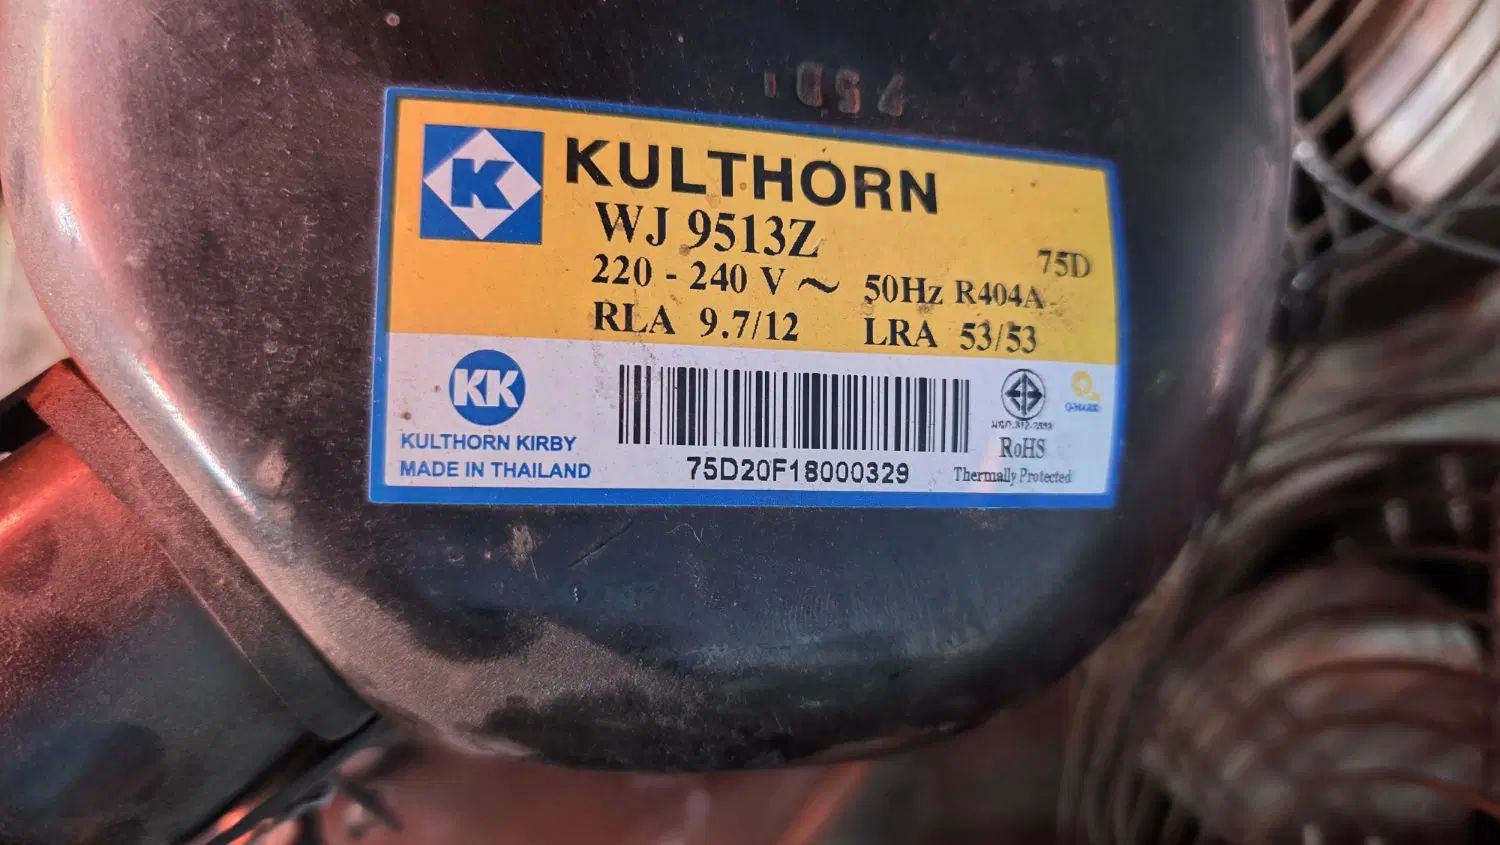 K KULTHORN
WJ 9513Z
75D
220 - 240 V ~ 50Hz R404A
RLA 9.7/12 LRA 53/53
KK
KULTHORN KIRBY
MADE IN THAILAND
75D20F18000329
RoHS
Thermally Protected